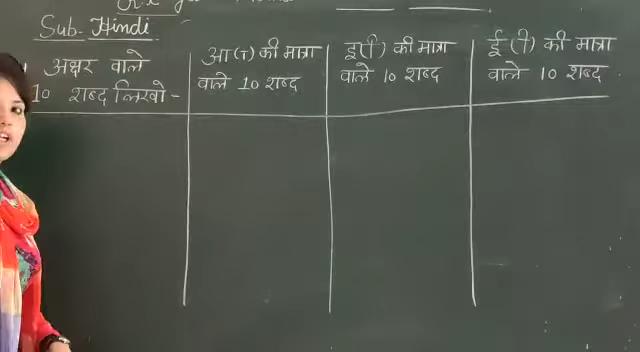 Sub- Hindi
अक्षर वाले
10 शब्द लिखो -
आ (ा) की मात्रा
वाले 10 शब्द
इ (ि) की मात्रा
वाले 10 शब्द
ई (ी) की मात्रा
वाले 10 शब्द